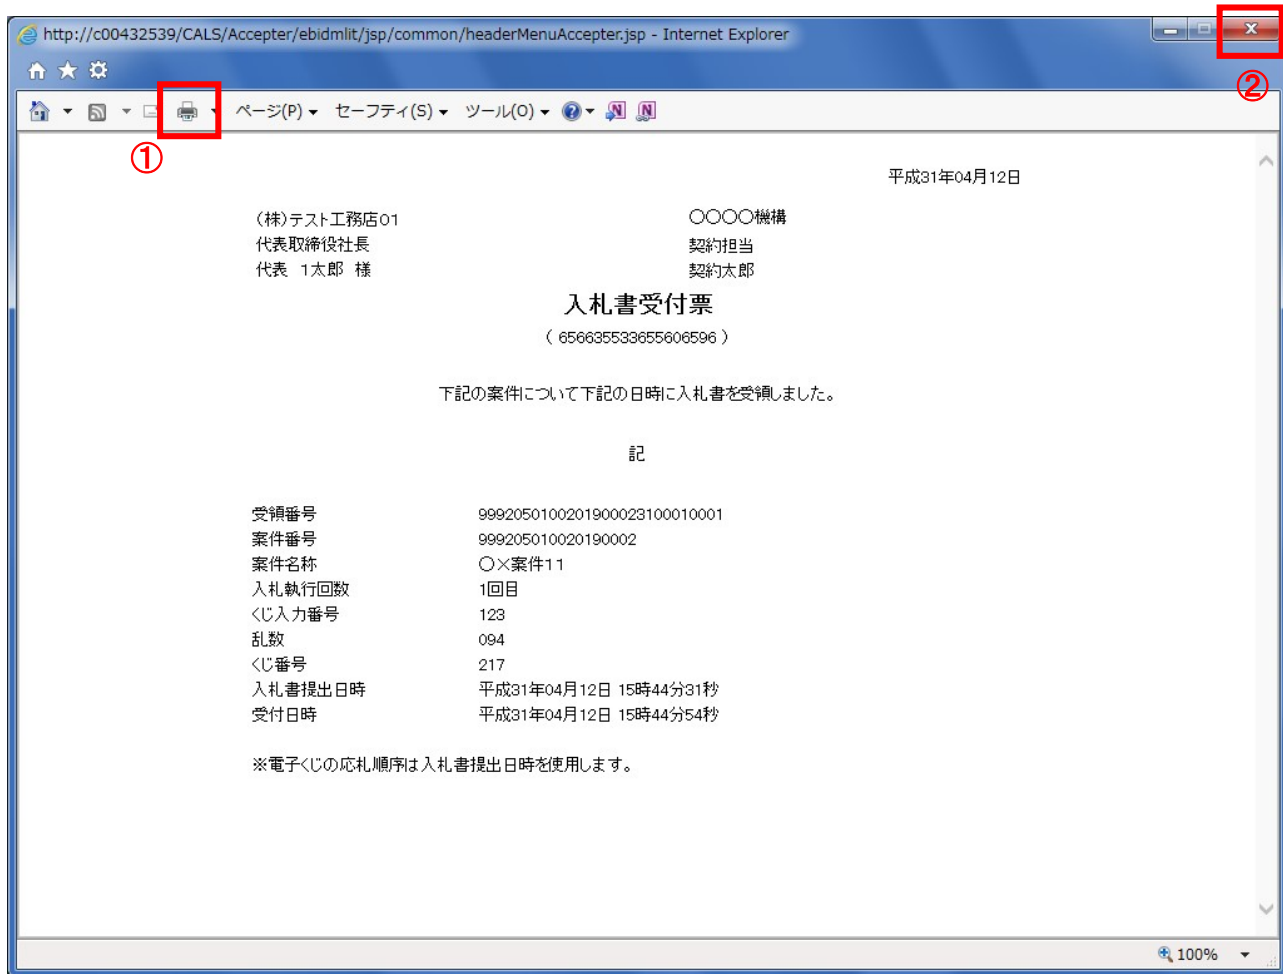 http://c00432539/CALS/Accepter/ebidmlit/jsp/common/headerMenuAccepter.jsp - Internet Explorer
②
ページ(P) セーフティ(S) ツール(O)
①
平成31年04月12日
(株)テスト工務店01 〇〇〇〇機構
代表取締役社長 契約担当
代表 1太郎 様 契約太郎
入札書受付票
( 656635533655606596 )
下記の案件について下記の日時に入札書を受領しました。
記
受領番号 9992050100201900023100010001
案件番号 999205010020190002
案件名称 〇×案件11
入札執行回数 1回目
くじ入力番号 123
乱数 094
くじ番号 217
入札書提出日時 平成31年04月12日 15時44分31秒
受付日時 平成31年04月12日 15時44分54秒
※電子くじの応札順序は入札書提出日時を使用します。
100%